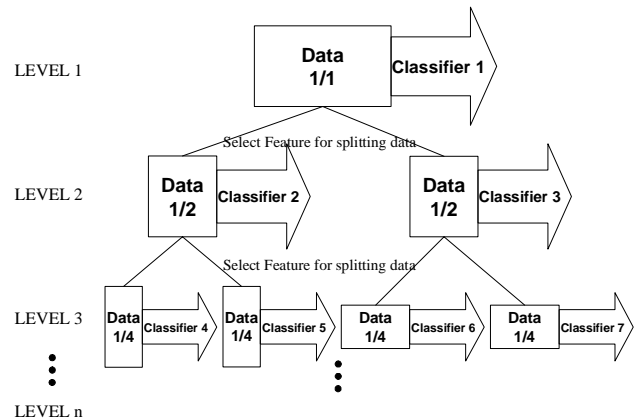 LEVEL 1
Data
1/1
Classifier 1
Select Feature for splitting data
LEVEL 2
Data
1/2
Classifier 2
Data
1/2
Classifier 3
Select Feature for splitting data
LEVEL 3
Data
1/4
Classifier 4
Data
1/4
Classifier 5
Data
1/4
Classifier 6
Data
1/4
Classifier 7
LEVEL n